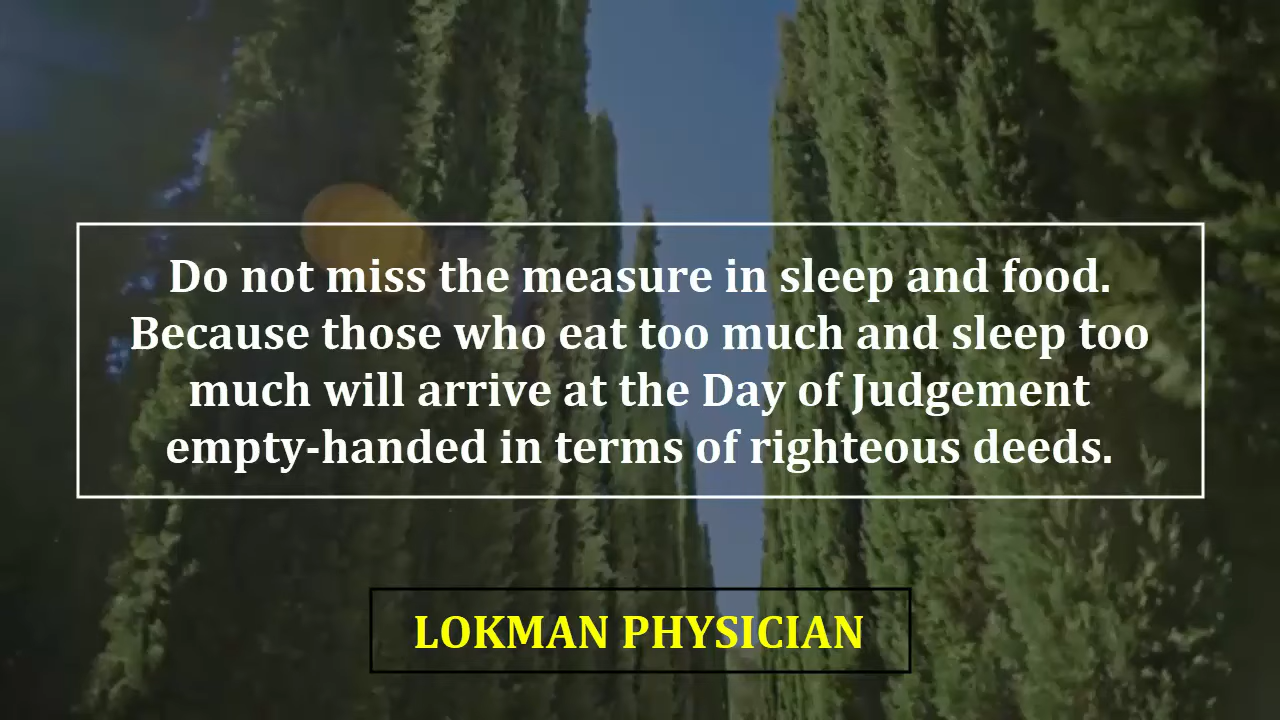 Do not miss the measure in sleep and food.
Because those who eat too much and sleep too
much will arrive at the Day of Judgement
empty-handed in terms of righteous deeds.
LOKMAN PHYSICIAN